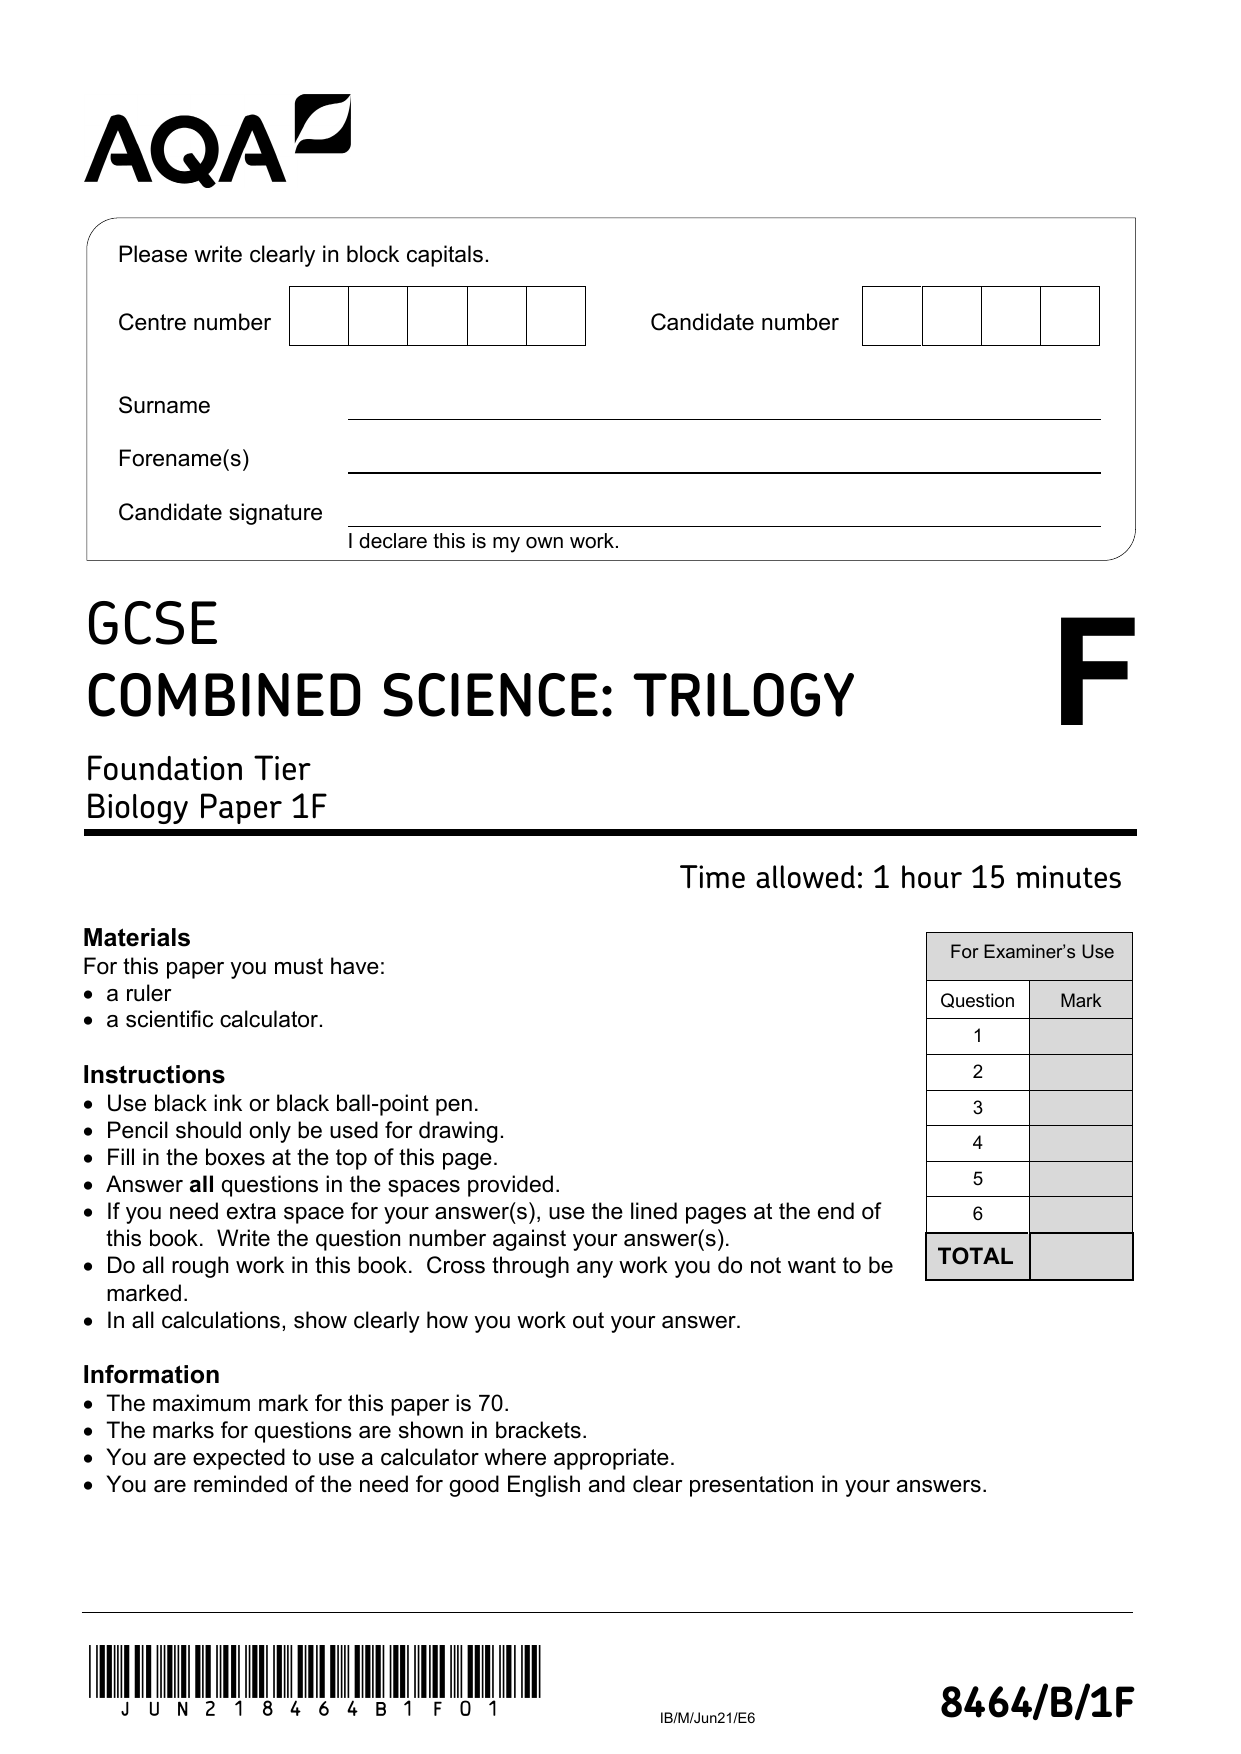 AQA
Please write clearly in block capitals.
Centre number
Candidate number
Surname
Forename(s)
Candidate signature
I declare this is my own work.
GCSE
COMBINED SCIENCE: TRILOGY
F
Foundation Tier
Biology Paper 1F
Time allowed: 1 hour 15 minutes
Materials
For this paper you must have:
• a ruler
• a scientific calculator.
Instructions
• Use black ink or black ball-point pen.
• Pencil should only be used for drawing.
• Fill in the boxes at the top of this page.
• Answer all questions in the spaces provided.
• If you need extra space for your answer(s), use the lined pages at the end of
this book.  Write the question number against your answer(s).
• Do all rough work in this book.  Cross through any work you do not want to be
marked.
• In all calculations, show clearly how you work out your answer.
Information
• The maximum mark for this paper is 70.
• The marks for questions are shown in brackets.
• You are expected to use a calculator where appropriate.
• You are reminded of the need for good English and clear presentation in your answers.
For Examiner's Use
Question Mark
1
2
3
4
5
6
TOTAL
JUN218464B1F01
IB/M/Jun21/E6
8464/B/1F